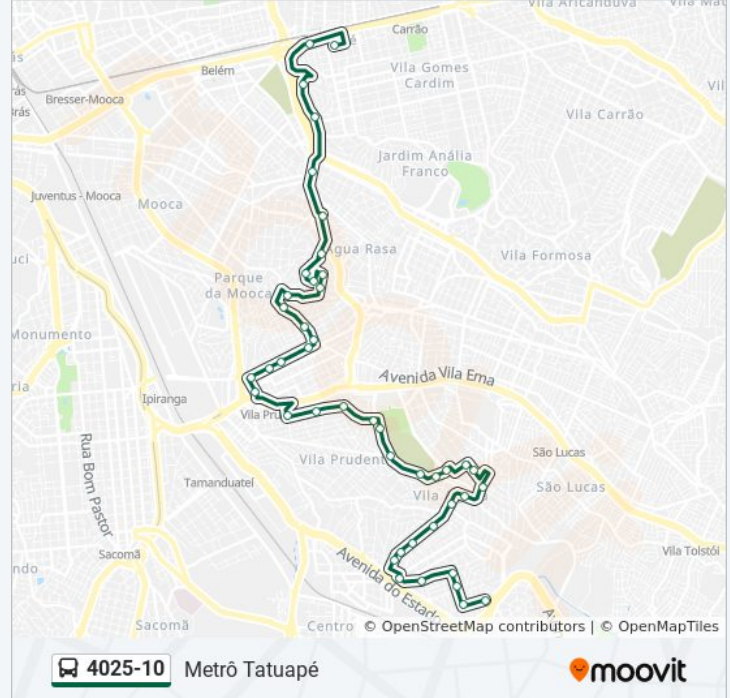 Vila Aricanduva
Carrão
Belém
Vila Gomes
Cardim
Bresser-Mooca
Vila Carrão
Jardim Anália
Franco
Juventus - Mooca
Mooca
Água Rasa
Vila Formosa
Parque
da Mooca
Monumento
Avenida Vila Ema
Ipiranga
Vila Pru
São Lucas
Vila Prudent
Rua Bom Pastor
Tamanduateí
Vila
São Lucas
Sacomã
Vila Tolstói
Avenida do Estado
Sacomã
Centro
© OpenStreetMap contributors | © OpenMapTiles
4025-10 Metrô Tatuapé
moovit